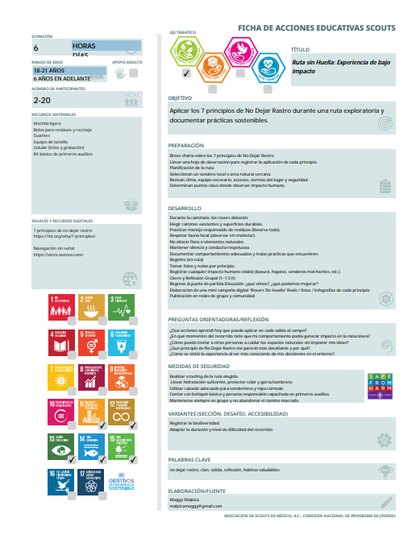 FICHA DE ACCIONES EDUCATIVAS SCOUTS
DURACIÓN
6
HORAS
DÍAS
RANGO DE EDAD
APOYO ADULTO
18-21 AÑOS
6 AÑOS EN ADELANTE
NÚMERO DE PARTICIPANTES
2-20
RECURSOS MATERIALES
Mochila ligera
Bolsa para residuos y reciclaje
Guantes
Equipo de bolsillo
Celular (fotos y grabación)
Kit básico de primeros auxilios
ENLACES Y RECURSOS DIGITALES
7 principios de no dejar rastro
Navegación sin señal
EJE TEMÁTICO
TÍTULO
Ruta sin Huella: Experiencia de bajo
impacto
OBJETIVO
Aplicar los 7 principios de No Dejar Rastro durante una ruta exploratoria y
documentar prácticas sostenibles.
PREPARACIÓN
Breve charla sobre los 7 principios de No Dejar Rastro.
Llevar una hoja de observación para registrar la aplicación de cada principio.
Planificación de la ruta:
Seleccionan un sendero local o área natural cercana.
Revisan clima, equipo necesario, accesos, normas del lugar y seguridad.
Determinan puntos clave donde observar impacto humano.
DESARROLLO
Durante la caminata, los rovers deberán:
Elegir caminos existentes y superficies durables.
Practicar manejo responsable de residuos (llevarlo todo).
Respetar fauna local (observar sin molestar).
No alterar flora o elementos naturales.
Mantener silencio y conducta respetuosa.
Documentar comportamientos adecuados y malas prácticas que encuentren.
Registro (en ruta)
Tomar fotos y notas por principio.
Registrar cualquier impacto humano visible (basura, fogatas, senderos mal hechos, etc.).
Cierre y Reflexión Grupal (1–1.5 h)
Regreso al punto de partida Discusión: ¿qué vimos?, ¿qué podemos mejorar?
Elaboración de una mini campaña digital "Rovers Sin Huella" Reels / fotos / infografías de cada principio
Publicación en redes de grupo y comunidad
PREGUNTAS ORIENTADORAS/REFLEXIÓN
¿Qué acciones aprendí hoy que puedo aplicar en cada salida al campo?
¿En qué momentos del recorrido noté que mi comportamiento podía generar impacto en la naturaleza?
¿Cómo puedo invitar a otras personas a cuidar los espacios naturales sin imponer mis ideas?
¿Qué principio de No Dejar Rastro me pareció más desafiante y por qué?
¿Cómo se sintió la experiencia al ser más consciente de mis decisiones en el entorno?
MEDIDAS DE SEGURIDAD
Realizar scouting de la ruta elegida.
Llevar hidratación suficiente, protector solar y gorra/sombrero.
Utilizar calzado adecuado para senderismo y ropa cómoda.
Contar con botiquín básico y persona responsable capacitada en primeros auxilios
Mantenerse siempre en grupo y no abandonar el camino marcado.
SAFE
FROM
HARM
VARIANTES (SECCIÓN, DESAFÍO, ACCESIBILIDAD)
Registrar la biodiversidad
Adaptar la duración y nivel de dificultad del recorrido.
PALABRAS CLAVE
no dejar rastro, clan, salida, reflexión, hábitos saludables
ELABORACIÓN/FUENTE
Maggy Malpica
malpicamaggy@gmail.com
ASOCIACIÓN DE SCOUTS DE MÉXICO, A.C., COMISIÓN NACIONAL DE PROGRAMA DE JÓVENES